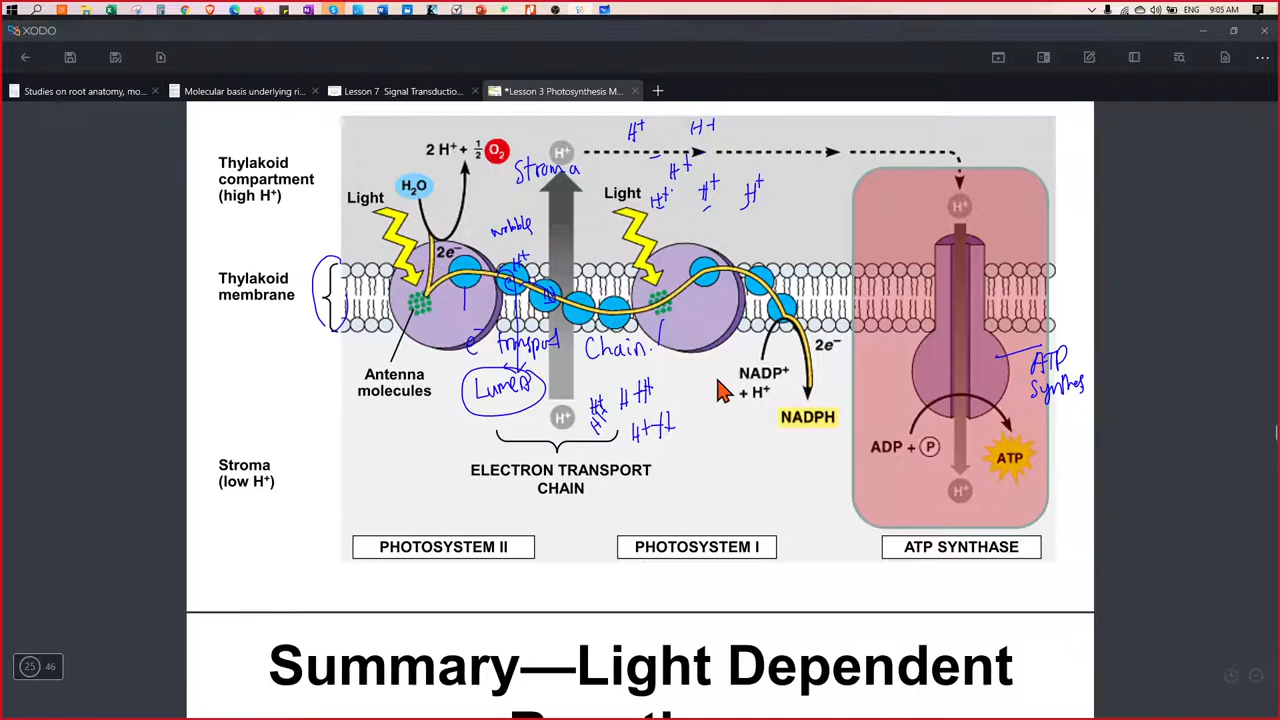 ENG
9:05 AM
XODO
Studies on root anatomy, mo...
Molecular basis underlying ri...
Lesson 7 Signal Transductio...
*Lesson 3 Photosynthesis M...
Thylakoid
compartment
(high H⁺)
2 H⁺ + ½ O₂
H⁺
H⁺
H+
Stroma
H⁺
H₂O
Light
Light
H⁺
H⁺
H⁺
H⁺
2e⁻
H⁺
Thylakoid
membrane
e⁻ transport Chain.
Antenna
molecules
Lumen
2e⁻
NADP⁺
+ H⁺
NADPH
ATP
H⁺
ELECTRON TRANSPORT
CHAIN
ADP + P
ATP
Stroma
(low H⁺)
H⁺
PHOTOSYSTEM II
PHOTOSYSTEM I
ATP SYNTHASE
Summary—Light Dependent
25 46